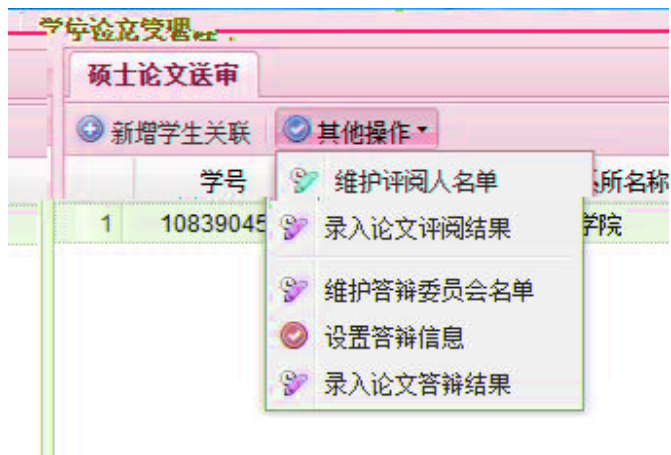 学位论文管理
硕士论文送审
新增学生关联 其他操作
学号 维护评阅人名单 所名称
1 10839045 录入论文评阅结果 学院
维护答辩委员会名单
设置答辩信息
录入论文答辩结果